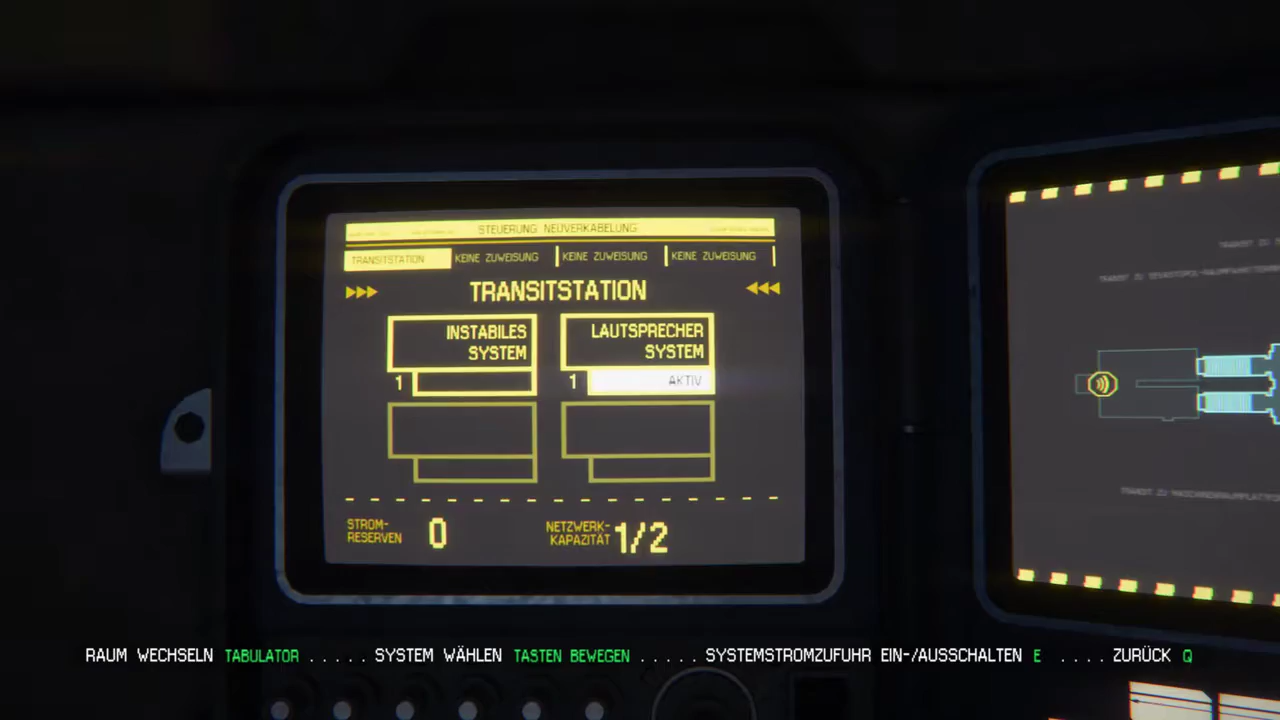 STEUERUNG: NEUVERKABELUNG
TRANSITSTATION KEINE ZUWEISUNG KEINE ZUWEISUNG KEINE ZUWEISUNG
TRANSITSTATION
INSTABILES
SYSTEM
1
LAUTSPRECHER
SYSTEM
1 AKTIV
STROM-
RESERVEN
0
NETZWERK-
KAPAZITÄT
1/2
RAUM WECHSELN TABULATOR ..... SYSTEM WÄHLEN TASTEN BEWEGEN ..... SYSTEMSTROMZUFUHR EIN-/AUSSCHALTEN E .... ZURÜCK Q